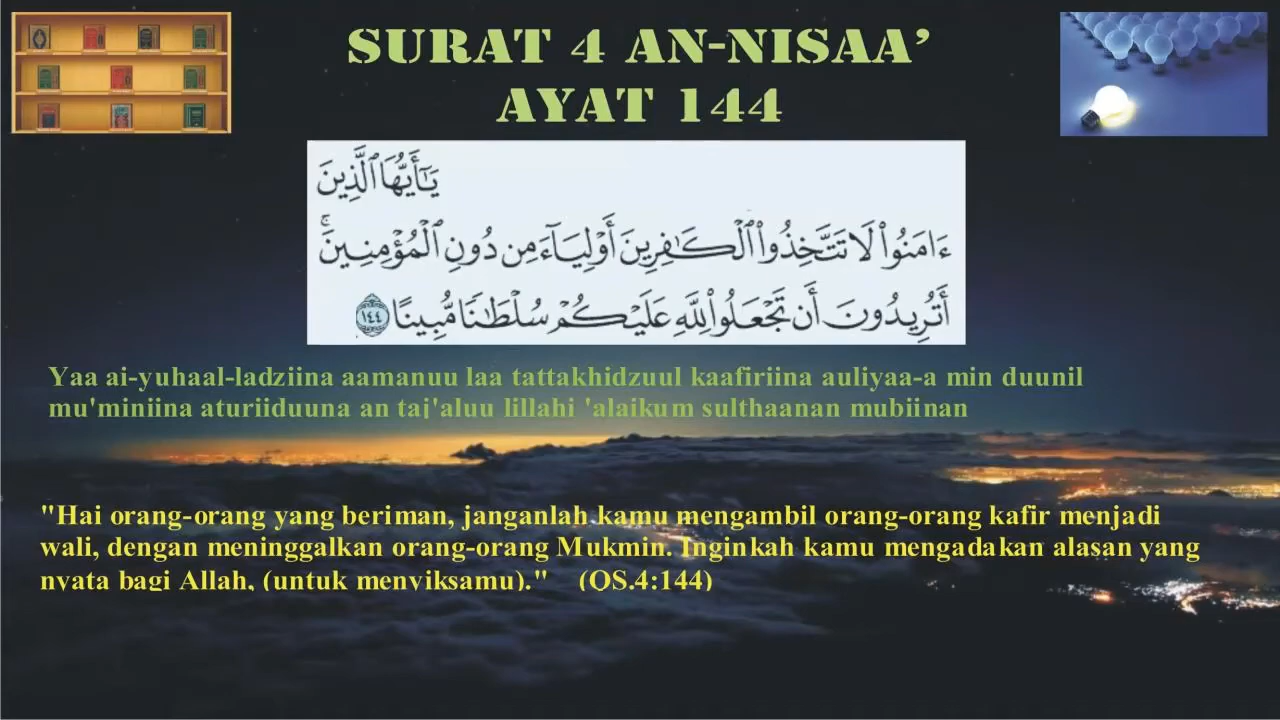 SURAT 4 AN-NISAA’
AYAT 144
يَٰٓأَيُّهَا ٱلَّذِينَ
ءَامَنُوا۟ لَا تَتَّخِذُوا۟ ٱلْكَٰفِرِينَ أَوْلِيَآءَ مِن دُونِ ٱلْمُؤْمِنِينَ ۚ
أَتُرِيدُونَ أَن تَجْعَلُوا۟ لِلَّهِ عَلَيْكُمْ سُلْطَٰنًا مُّبِينًا ١٤٤
Yaa ai-yuhaal-ladziina aamanuu laa tattakhidzuul kaafiriina auliyaa-a min duunil
mu'miniina aturiiduuna an taj'aluu lillahi 'alaikum sulthaanan mubiinan
"Hai orang-orang yang beriman, janganlah kamu mengambil orang-orang kafir menjadi
wali, dengan meninggalkan orang-orang Mukmin. Inginkah kamu mengadakan alasan yang
nyata bagi Allah, (untuk menyiksamu)." (QS.4:144)